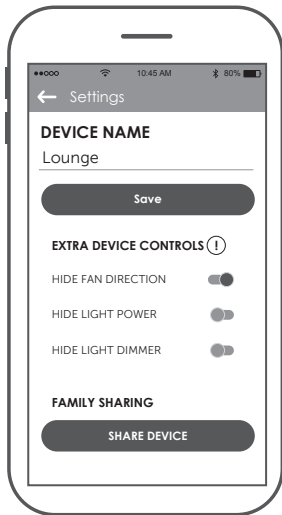 10:45 AM 80%
Settings
DEVICE NAME
Lounge
Save
EXTRA DEVICE CONTROLS !
HIDE FAN DIRECTION
HIDE LIGHT POWER
HIDE LIGHT DIMMER
FAMILY SHARING
SHARE DEVICE